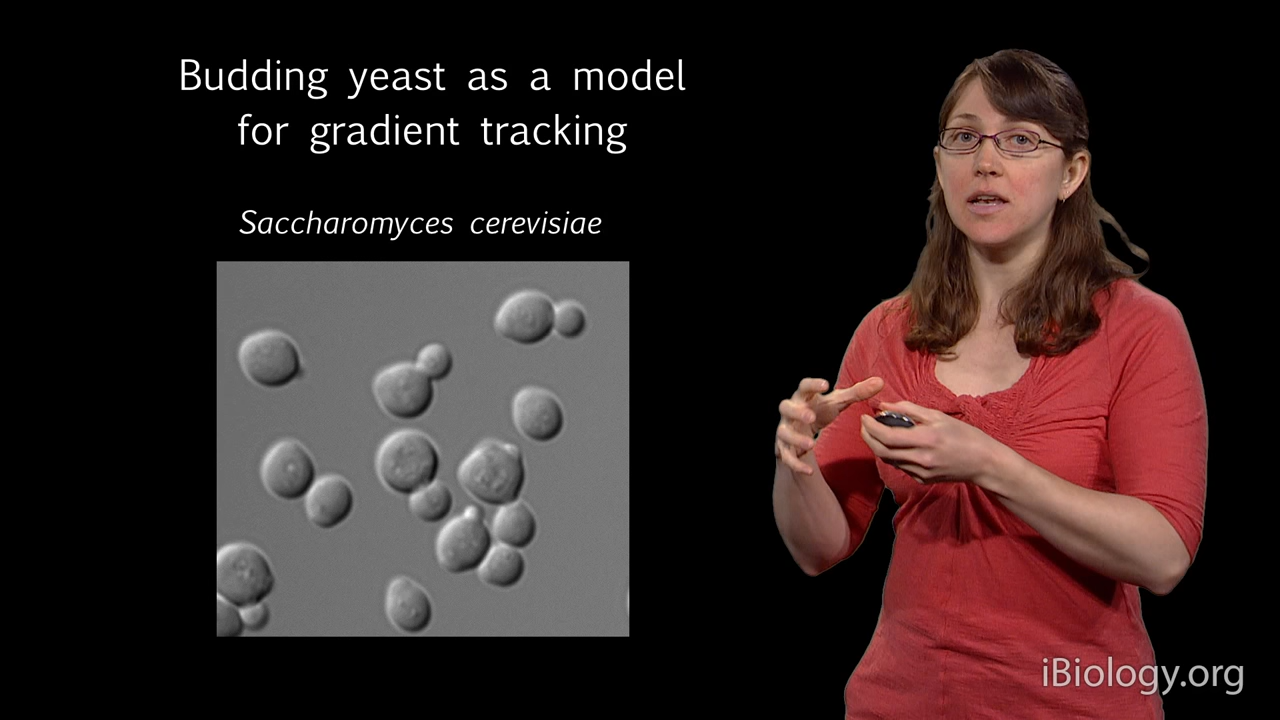 Budding yeast as a model
for gradient tracking
Saccharomyces cerevisiae
iBiology.org